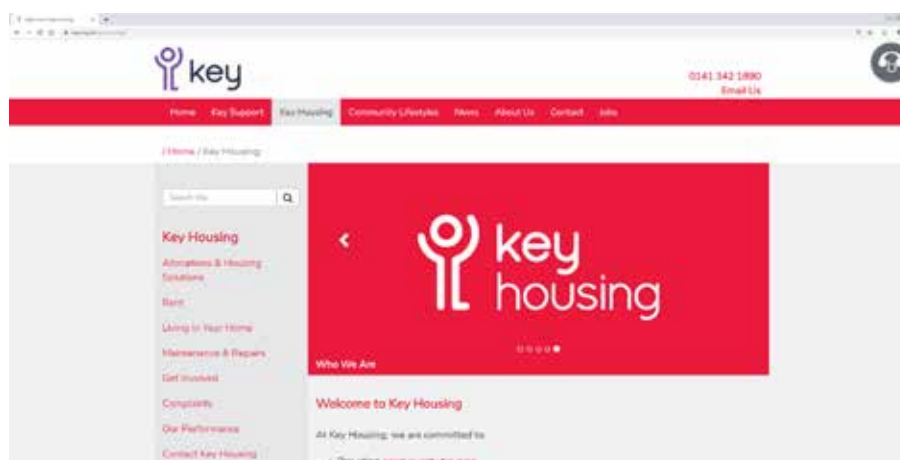 key
0141 342 1890
Email Us
Home Key Support Key Housing Community Lifestyles News About Us Contact Jobs
/ Home / Key Housing
Search site
Key Housing
Allocations & Housing
Solutions
Rent
Living in Your Home
Maintenance & Repairs
Get Involved
Complaints
Our Performance
Contact Key Housing
key
housing
Who We Are
Welcome to Key Housing
At Key Housing, we are committed to